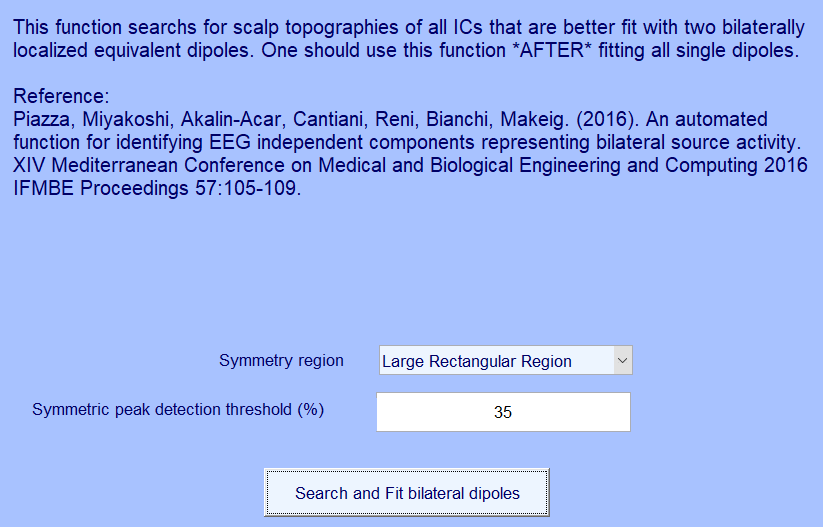 This function searchs for scalp topographies of all ICs that are better fit with two bilaterally
localized equivalent dipoles. One should use this function *AFTER* fitting all single dipoles.
Reference:
Piazza, Miyakoshi, Akalin-Acar, Cantiani, Reni, Bianchi, Makeig. (2016). An automated
function for identifying EEG independent components representing bilateral source activity.
XIV Mediterranean Conference on Medical and Biological Engineering and Computing 2016
IFMBE Proceedings 57:105-109.
Symmetry region
Large Rectangular Region
Symmetric peak detection threshold (%)
35
Search and Fit bilateral dipoles